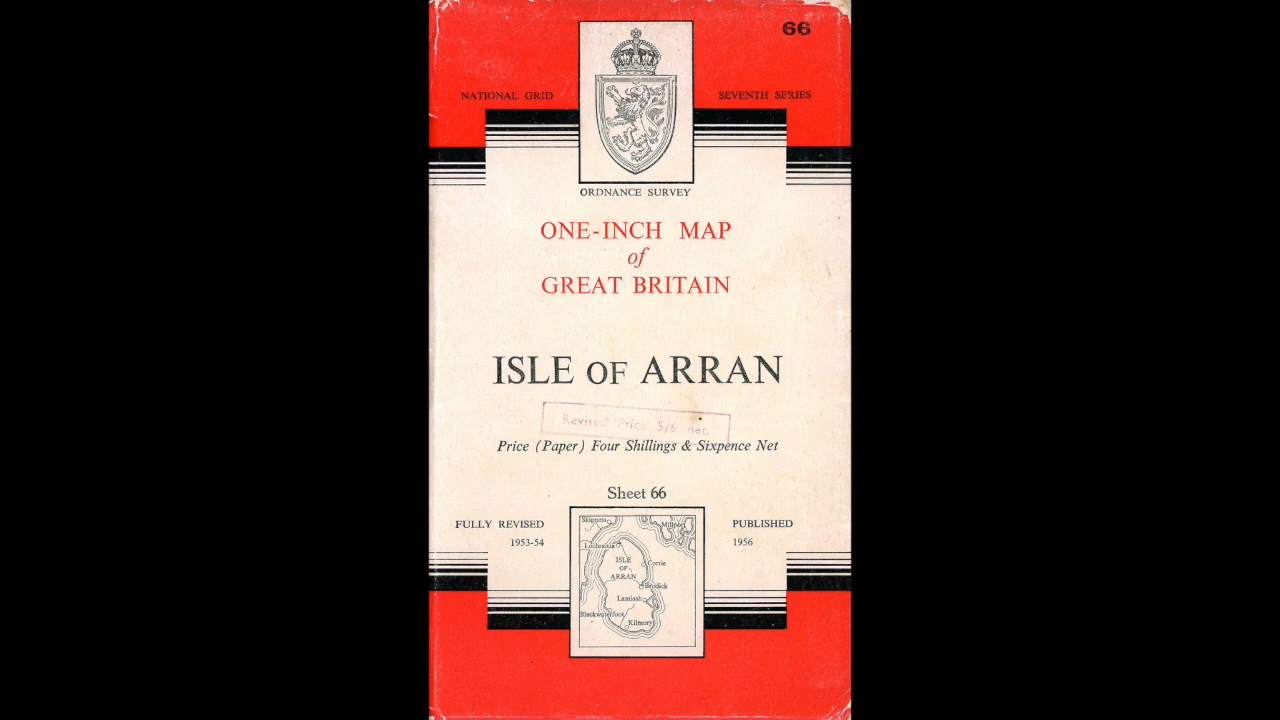 66
NATIONAL GRID
SEVENTH SERIES
ORDNANCE SURVEY
ONE-INCH MAP
of
GREAT BRITAIN
ISLE OF ARRAN
Revised Price 5/6 net.
Price (Paper) Four Shillings & Sixpence Net
Sheet 66
FULLY REVISED
1953-54
PUBLISHED
1956
Skipness
Millport
Lochranza
ISLE
OF
ARRAN
Corrie
Brodick
Lamlash
Blackwaterfoot
Kilmory